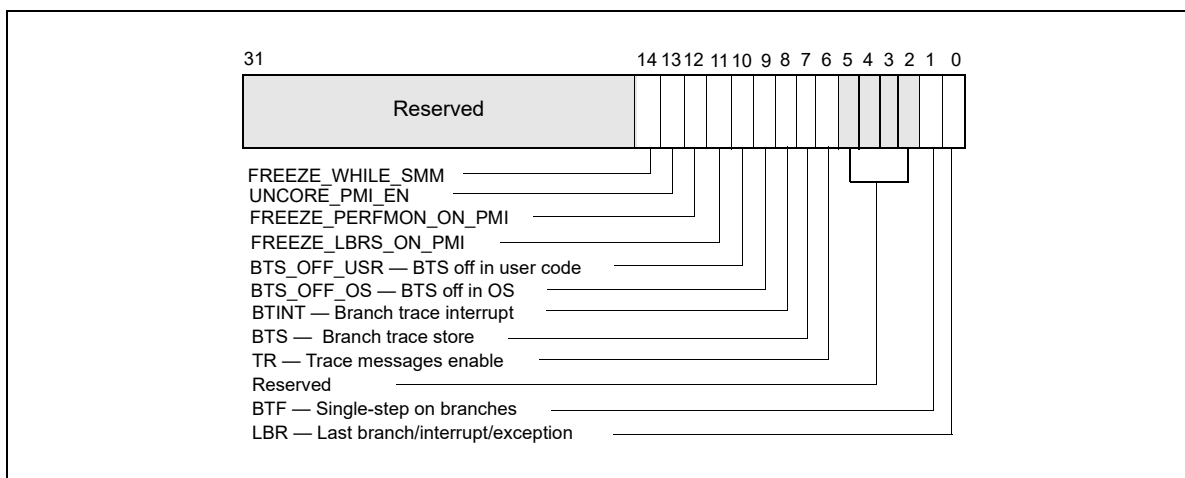 31 14 13 12 11 10 9 8 7 6 5 4 3 2 1 0
Reserved
FREEZE_WHILE_SMM
UNCORE_PMI_EN
FREEZE_PERFMON_ON_PMI
FREEZE_LBRS_ON_PMI
BTS_OFF_USR — BTS off in user code
BTS_OFF_OS — BTS off in OS
BTINT — Branch trace interrupt
BTS — Branch trace store
TR — Trace messages enable
Reserved
BTF — Single-step on branches
LBR — Last branch/interrupt/exception